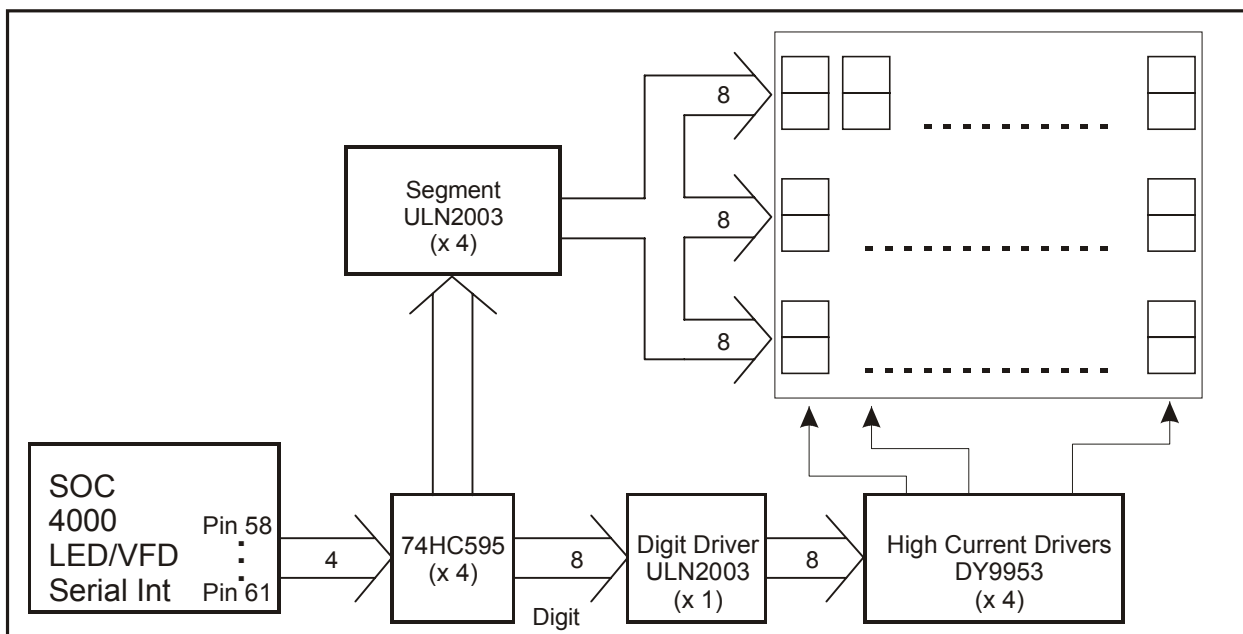 8
Segment
ULN2003
(x 4)
8
8
SOC
4000
LED/VFD
Serial Int
Pin 58
Pin 61
4
74HC595
(x 4)
8
Digit
Digit Driver
ULN2003
(x 1)
8
High Current Drivers
DY9953
(x 4)